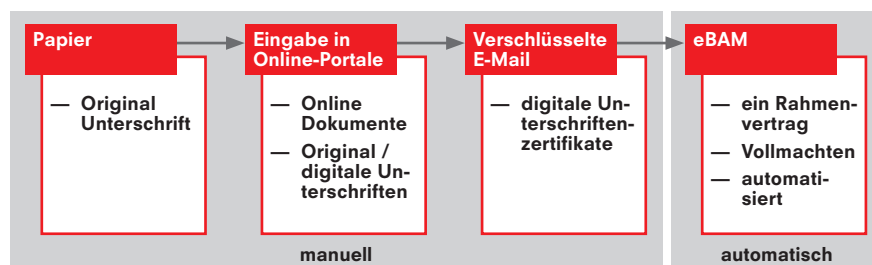 Papier
— Original
Unterschrift
Eingabe in
Online-Portale
— Online
Dokumente
— Original /
digitale Un-
terschriften
Verschlüsselte
E-Mail
— digitale Un-
terschriften-
zertifikate
manuell
eBAM
— ein Rahmen-
vertrag
— Vollmachten
— automati-
siert
automatisch